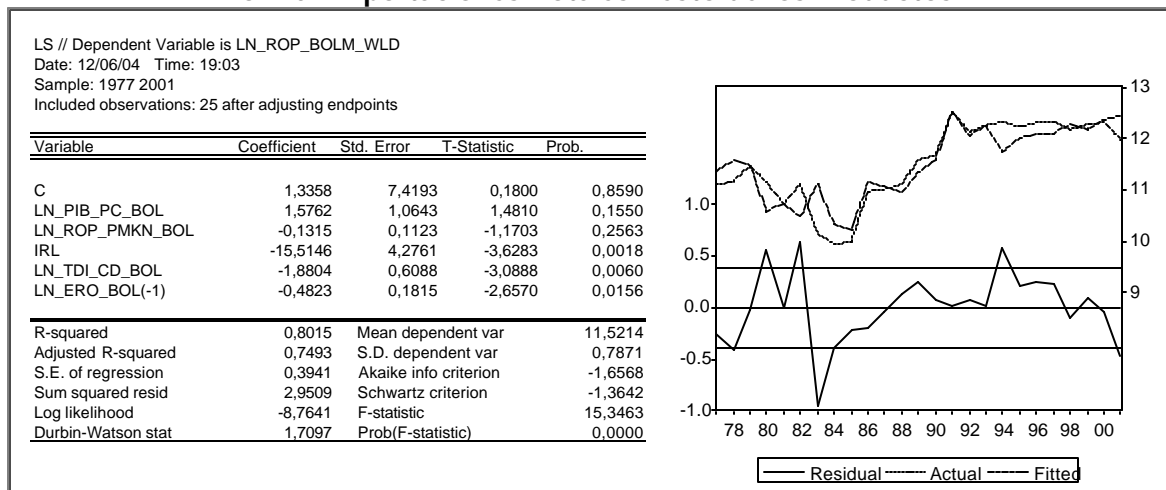 LS // Dependent Variable is LN_ROP_BOLM_WLD
Date: 12/06/04 Time: 19:03
Sample: 1977 2001
Included observations: 25 after adjusting endpoints
Variable Coefficient Std. Error T-Statistic Prob.
C 1,3358 7,4193 0,1800 0,8590
LN_PIB_PC_BOL 1,5762 1,0643 1,4810 0,1550
LN_ROP_PMKN_BOL -0,1315 0,1123 -1,1703 0,2563
IRL -15,5146 4,2761 -3,6283 0,0018
LN_TDI_CD_BOL -1,8804 0,6088 -3,0888 0,0060
LN_ERO_BOL(-1) -0,4823 0,1815 -2,6570 0,0156
R-squared 0,8015 Mean dependent var 11,5214
Adjusted R-squared 0,7493 S.D. dependent var 0,7871
S.E. of regression 0,3941 Akaike info criterion -1,6568
Sum squared resid 2,9509 Schwartz criterion -1,3642
Log likelihood -8,7641 F-statistic 15,3463
Durbin-Watson stat 1,7097 Prob(F-statistic) 0,0000
13
12
11
10
9
1.0
0.5
0.0
-0.5
-1.0
78 80 82 84 86 88 90 92 94 96 98 00
Residual Actual Fitted